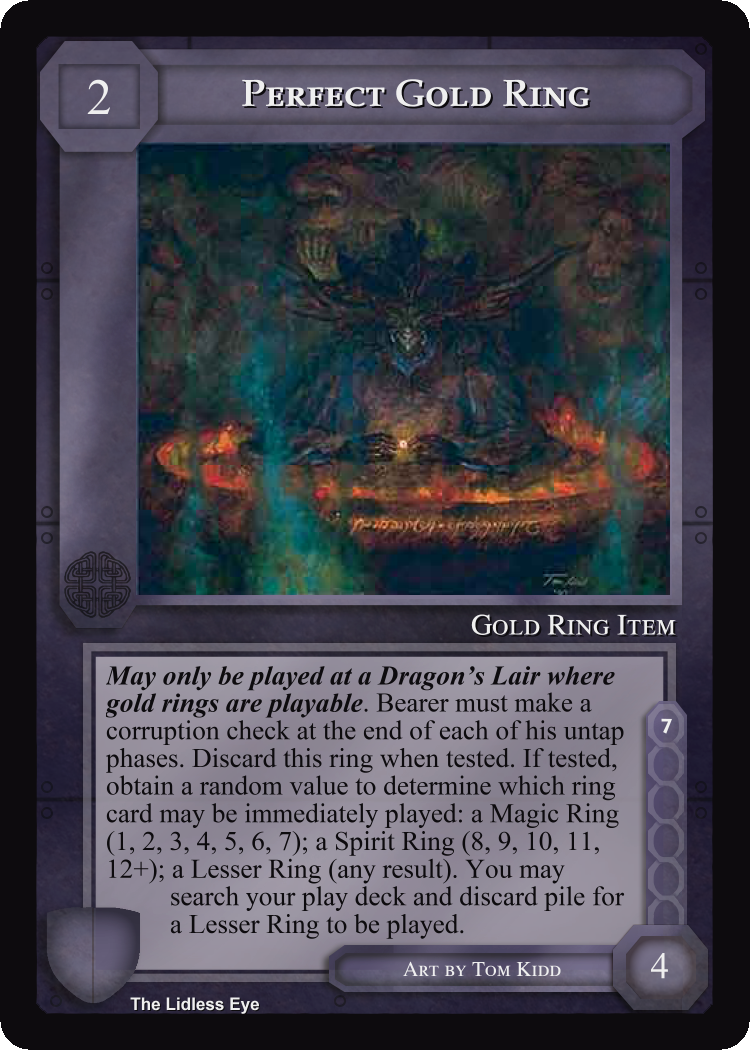 2
Perfect Gold Ring
Gold Ring Item
May only be played at a Dragon's Lair where
gold rings are playable. Bearer must make a
corruption check at the end of each of his untap
phases. Discard this ring when tested. If tested,
obtain a random value to determine which ring
card may be immediately played: a Magic Ring
(1, 2, 3, 4, 5, 6, 7); a Spirit Ring (8, 9, 10, 11,
12+); a Lesser Ring (any result). You may
search your play deck and discard pile for
a Lesser Ring to be played.
7
Art by Tom Kidd
4
The Lidless Eye